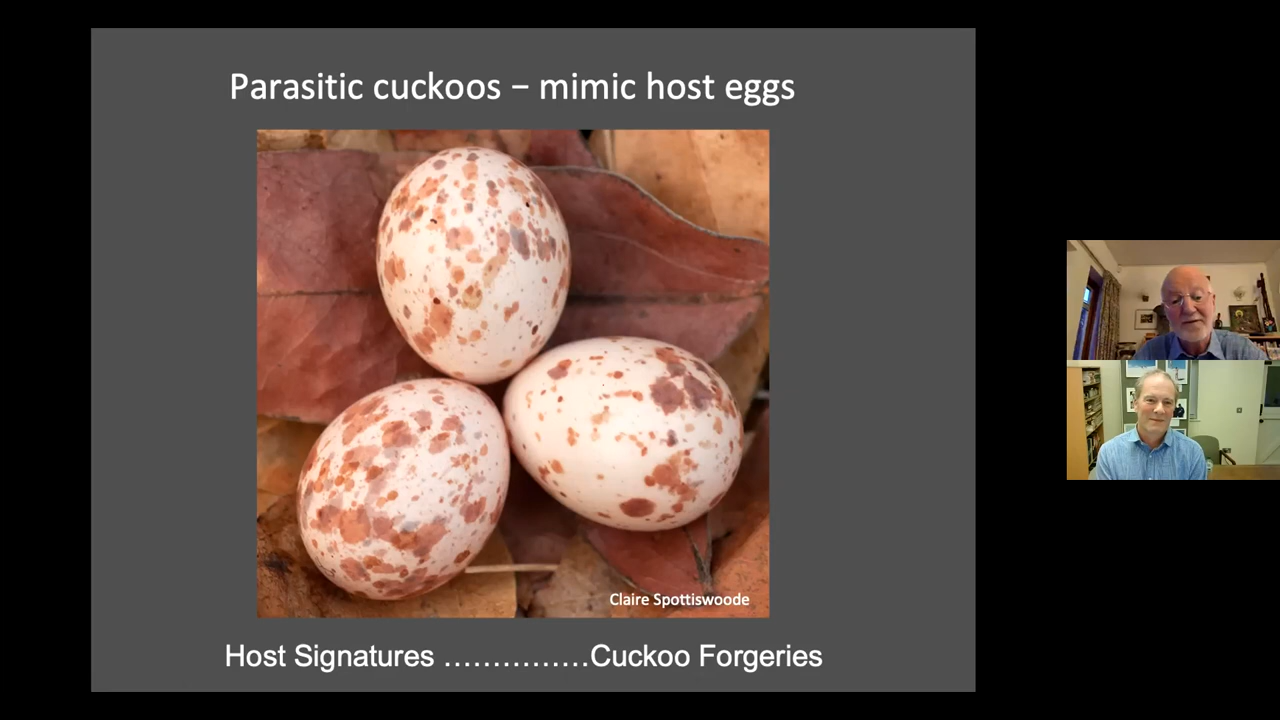 Parasitic cuckoos – mimic host eggs
Claire Spottiswoode
Host Signatures ……………Cuckoo Forgeries